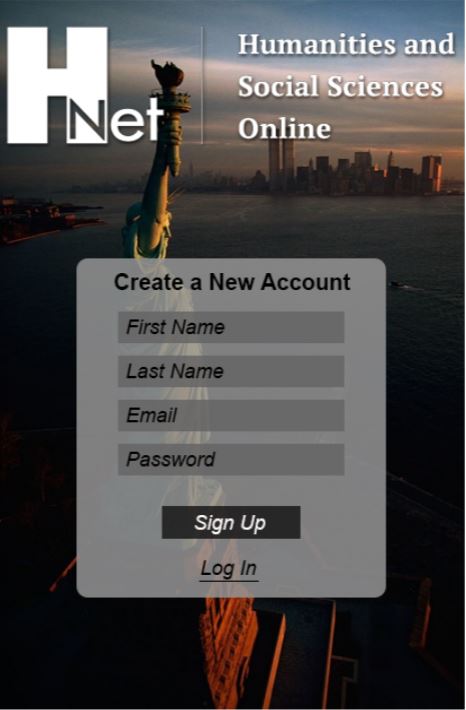 HNet
Humanities and
Social Sciences
Online
Create a New Account
First Name
Last Name
Email
Password
Sign Up
Log In